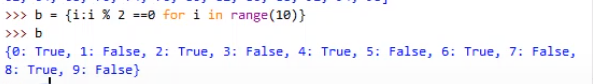 >>> b = {i:i % 2 ==0 for i in range(10)}
>>> b
{0: True, 1: False, 2: True, 3: False, 4: True, 5: False, 6: True, 7: False,
8: True, 9: False}